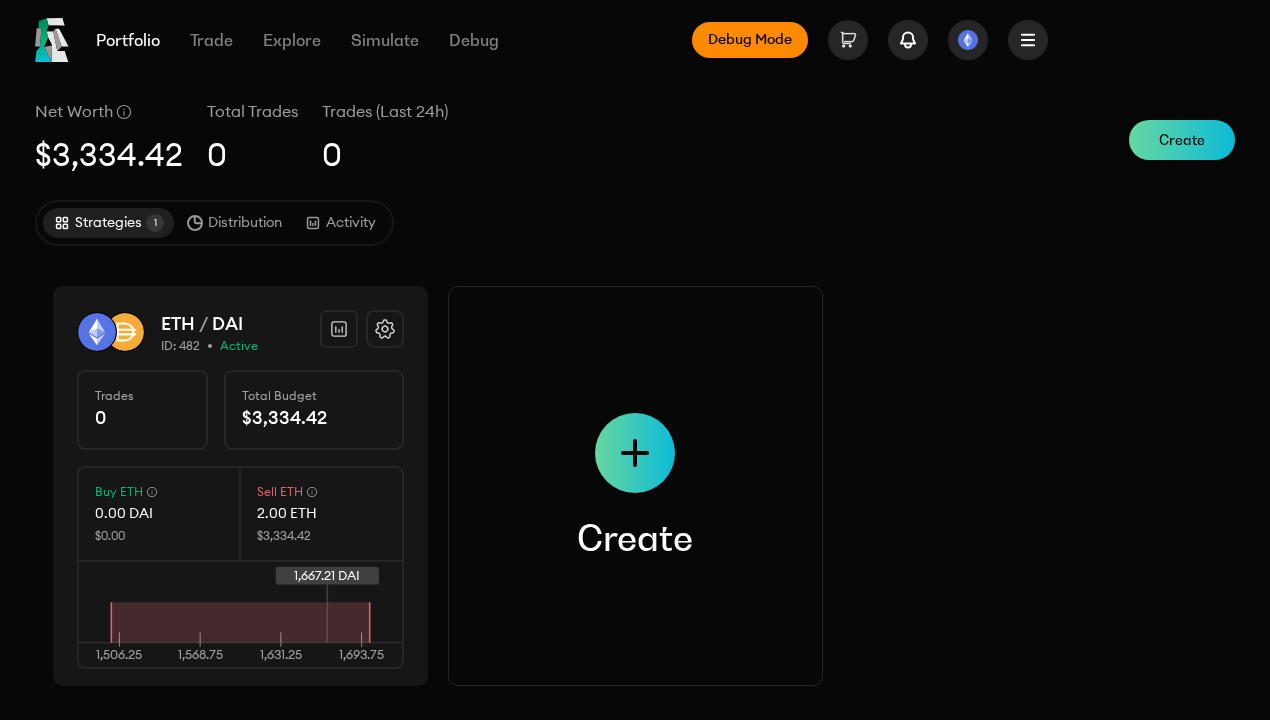 Portfolio Trade Explore Simulate Debug Debug Mode
Net Worth Total Trades Trades (Last 24h)
$3,334.42 0 0
Create
Strategies 1 Distribution Activity
ETH / DAI
ID: 482 • Active
Trades
0
Total Budget
$3,334.42
Buy ETH
0.00 DAI
$0.00
Sell ETH
2.00 ETH
$3,334.42
1,667.21 DAI
1,506.25 1,568.75 1,631.25 1,693.75
Create